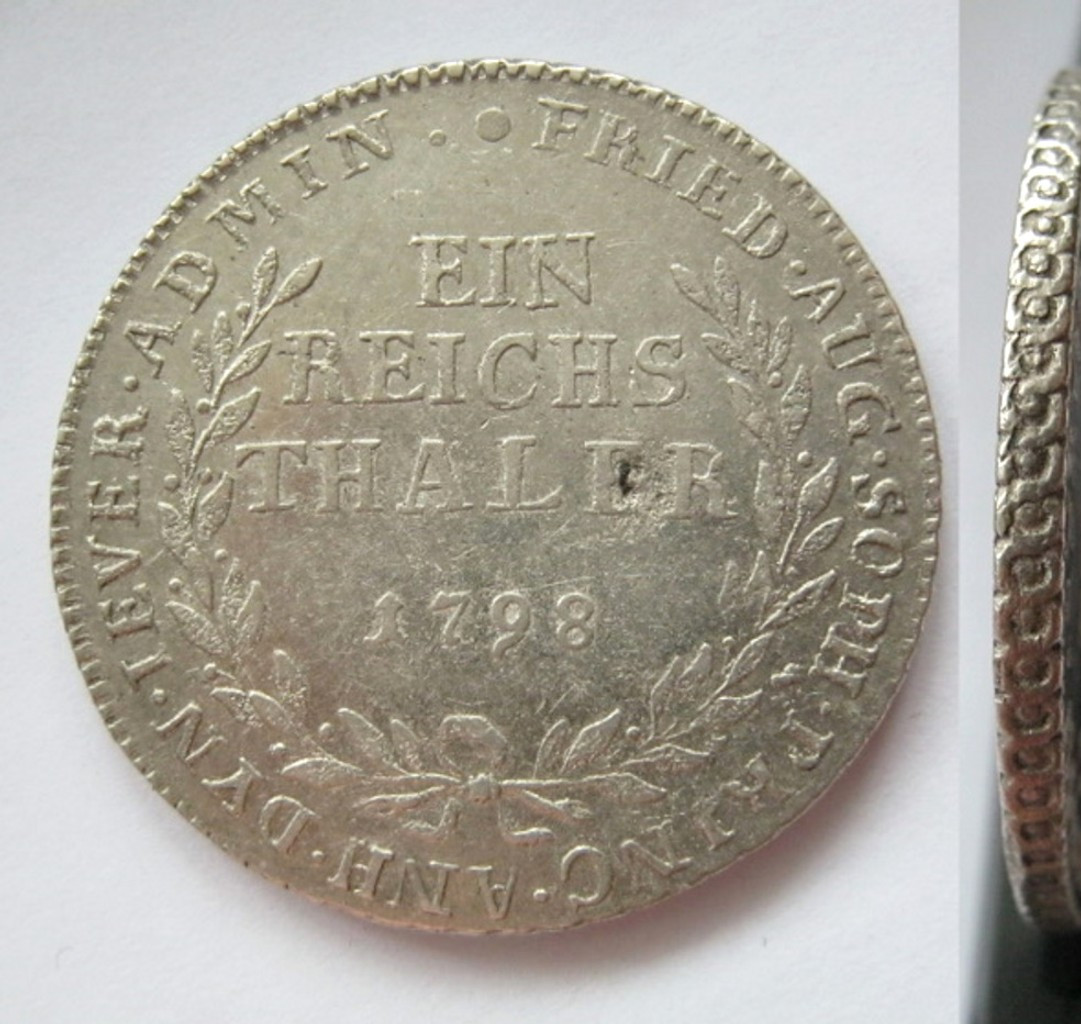 FRIED·AUG·SOPH·PRINC·ANH·DYN·IEVER·ADMIN·
EIN
REICHS
THALER
1798